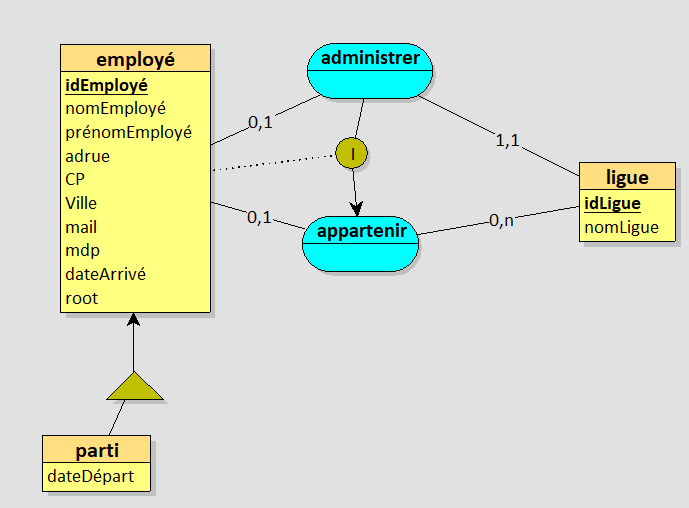 employé
idEmployé
nomEmployé
prénomEmployé
adrue
CP
Ville
mail
mdp
dateArrivé
root
administrer
0,1
1,1
I
ligue
idLigue
nomLigue
0,1
appartenir
0,n
parti
dateDépart